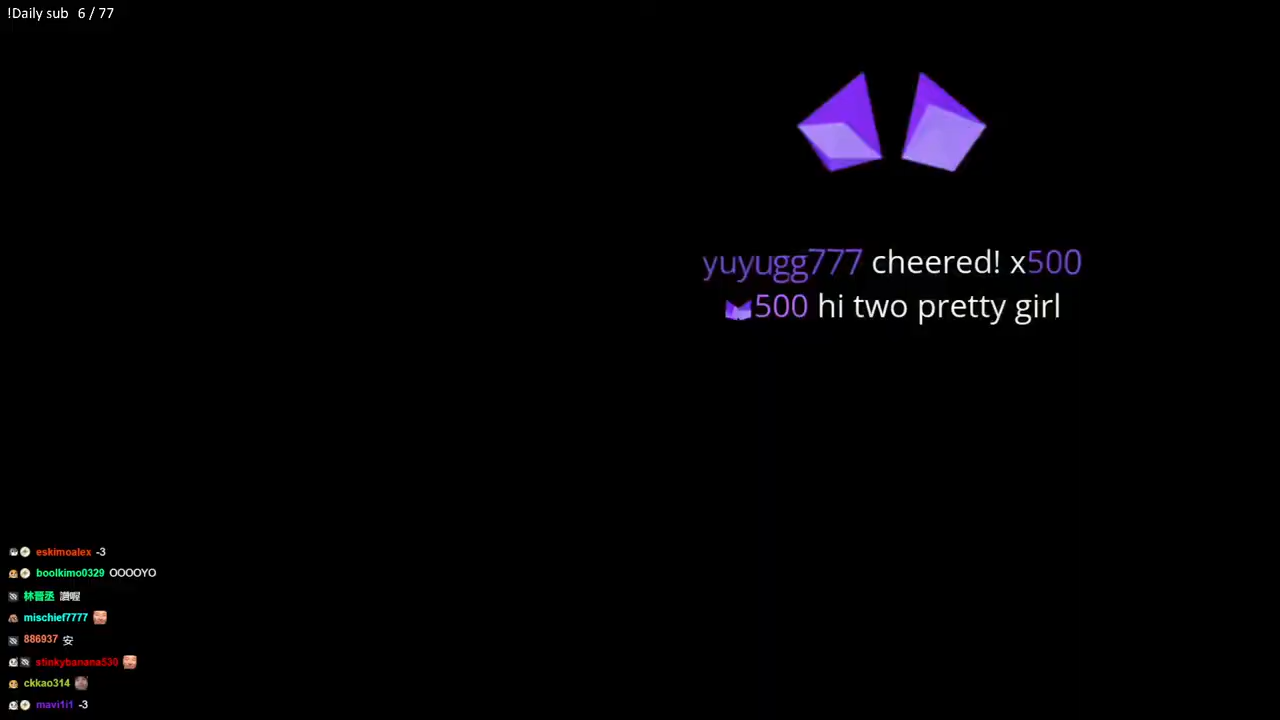 !Daily sub 6 / 77
yuyugg777 cheered! x500
500 hi two pretty girl
eskimoalex -3
boolkimo0329 OOOOYO
林晉丞 讚喔
mischief7777
886937 安
stinkybanana530
ckkao314
mavi1i1 -3